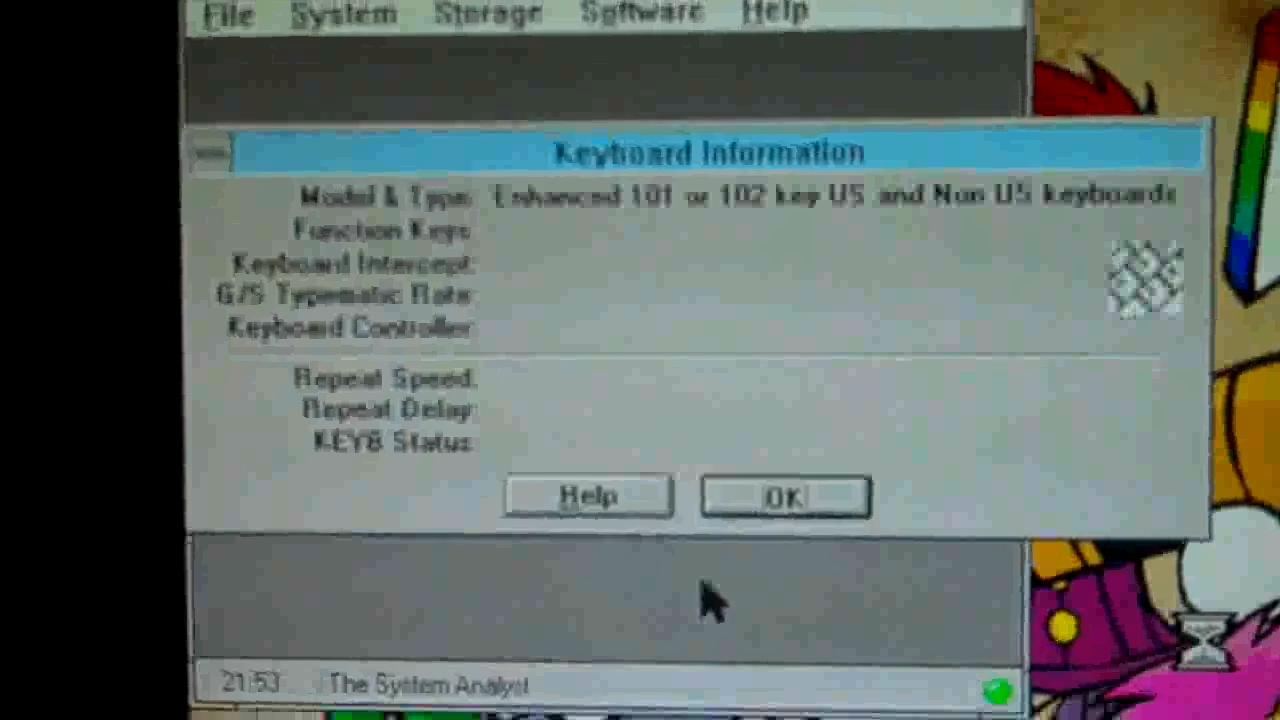 File System Storage Software Help
Keyboard Information
Model & Type: Enhanced 101 or 102 key US and Non US keyboards
Function Keys:
Keyboard Intercept:
G/S Typematic Rate:
Keyboard Controller:
Repeat Speed:
Repeat Delay:
KEYB Status:
Help OK
21:53 The System Analyst